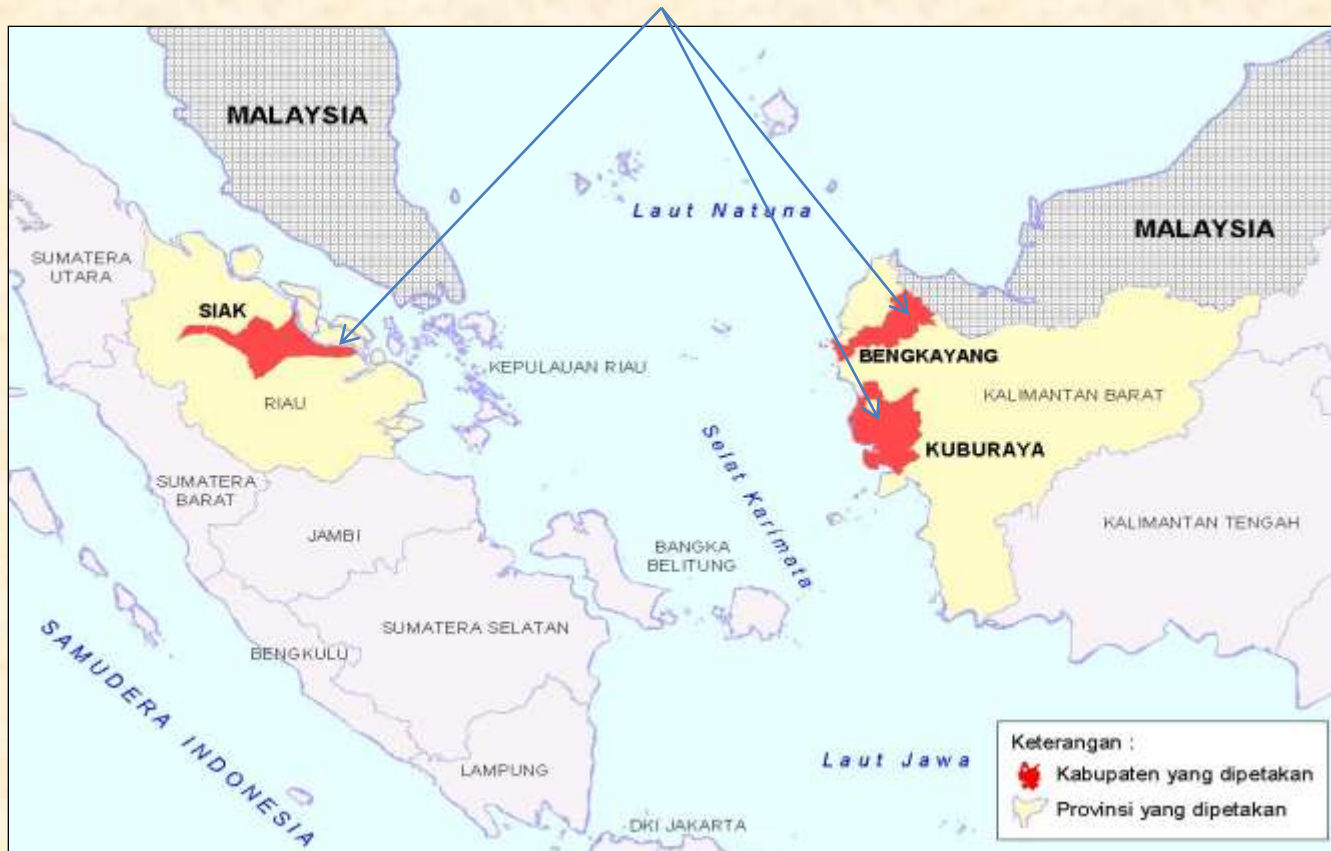 MALAYSIA
Laut Natuna
MALAYSIA
SUMATERA
UTARA
SIAK
BENGKAYANG
KEPULAUAN RIAU
KALIMANTAN BARAT
RIAU
Selat Karimata
KUBURAYA
SUMATERA
BARAT
JAMBI
KALIMANTAN TENGAH
BANGKA
BELITUNG
SUMATERA SELATAN
BENGKULU
SAMUDERA INDONESIA
LAMPUNG
Laut Jawa
DKI JAKARTA
Keterangan :
Kabupaten yang dipetakan
Provinsi yang dipetakan